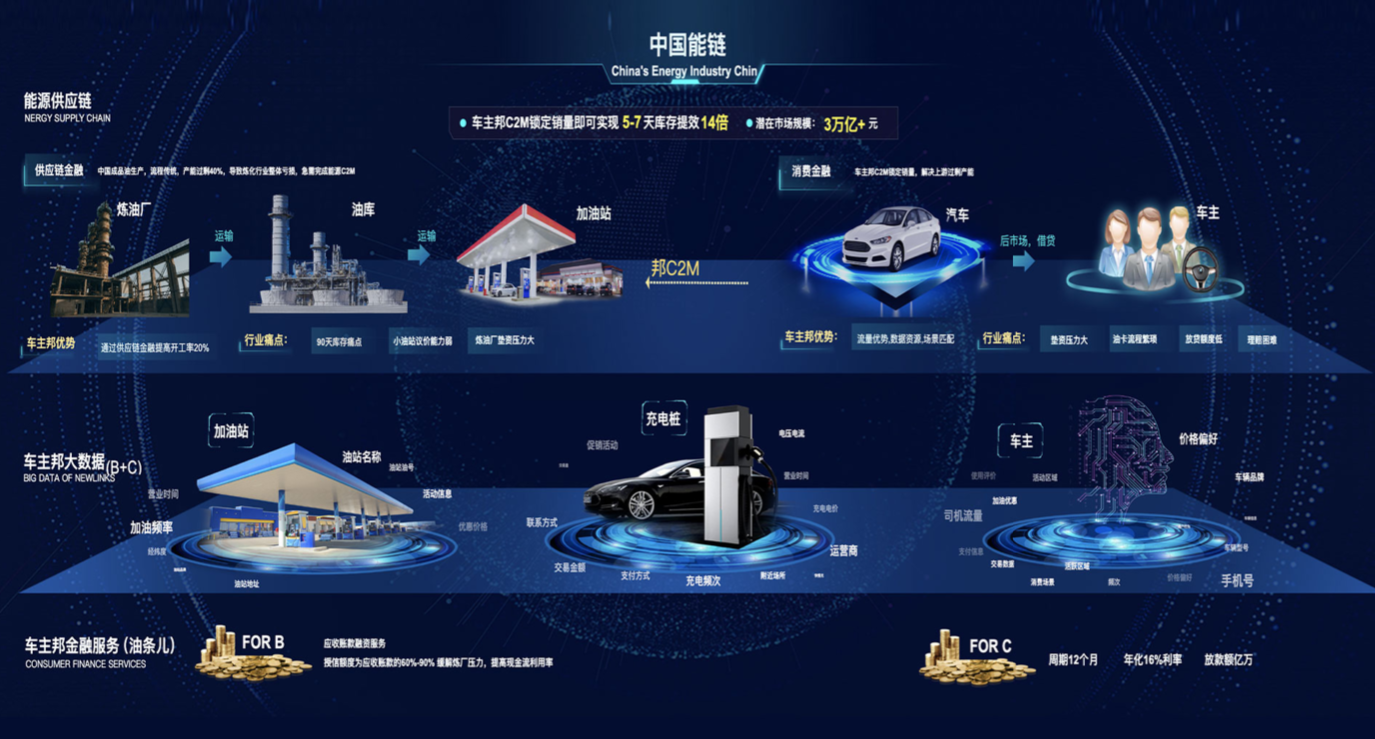 中国能链
China's Energy Industry Chin
能源供应链
NERGY SUPPLY CHAIN
车主邦C2M锁定销量即可实现 5-7 天库存提效 14倍
潜在市场规模: 3万亿+ 元
供应链金融
中国成品油生产, 流程传统, 产能过剩40%, 导致炼化行业整体亏损, 急需完成能源C2M
消费金融
车主邦C2M锁定销量, 解决上游过剩产能
炼油厂
运输
油库
运输
加油站
邦C2M
汽车
后市场, 借贷
车主
车主邦优势
通过供应链金融提高开工率20%
行业痛点:
90天库存痛点
小油站议价能力弱
炼油厂垫资压力大
车主邦优势:
流量优势,数据资源,场景匹配
行业痛点:
垫资压力大
油卡流程繁琐
放贷额度低
理赔困难
车主邦大数据(B+C)
BIG DATA OF NEWLINKS
加油站
油站名称
油站油号
营业时间
活动信息
加油频率
优惠价格
经纬度
油站地址
充电桩
促销活动
电压电流
营业时间
充电电价
联系方式
运营商
交易金额
支付方式
充电频次
附近场所
车主
价格偏好
使用评价
活动区域
车辆品牌
加油优惠
司机流量
支付信息
交易数据
活跃区域
车辆型号
消费场景
频次
价格偏好
手机号
车主邦金融服务 (油条儿)
CONSUMER FINANCE SERVICES
FOR B
应收账款融资服务
授信额度为应收账款的60%-90% 缓解炼厂压力, 提高现金流利用率
FOR C
周期12个月
年化16%利率
放款额亿万